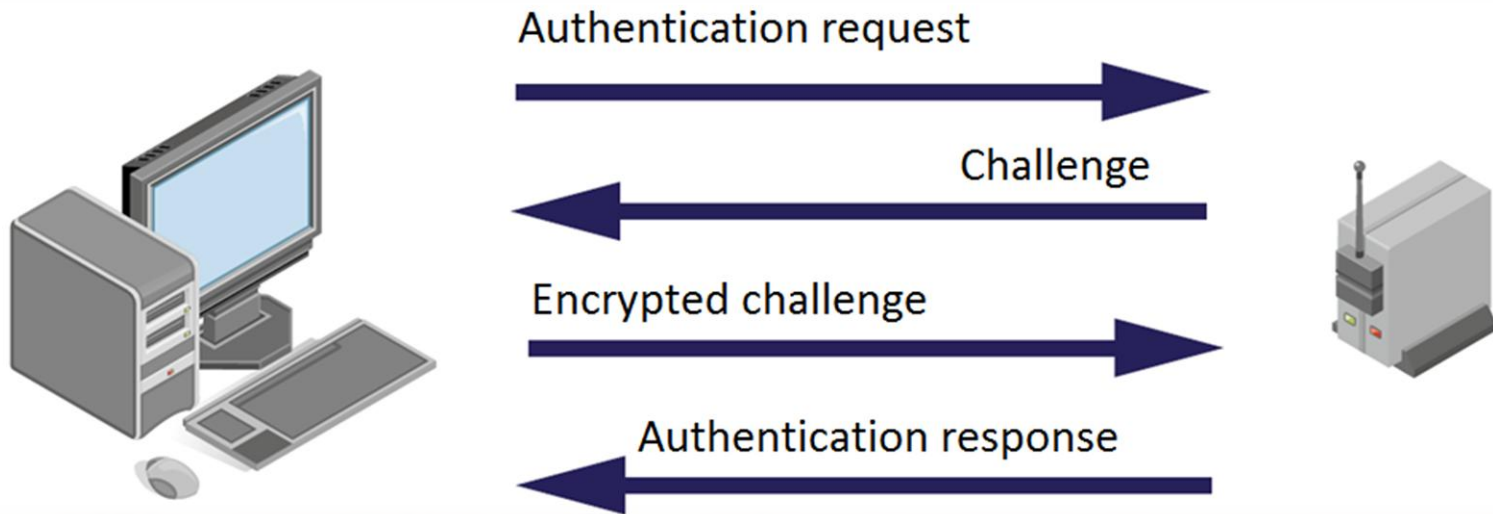 Authentication request
Challenge
Encrypted challenge
Authentication response